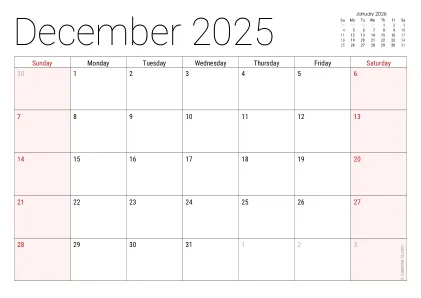 December 2025
January 2026
Su Mo Tu We Th Fr Sa
1 2 3
4 5 6 7 8 9 10
11 12 13 14 15 16 17
18 19 20 21 22 23 24
25 26 27 28 29 30 31
Sunday Monday Tuesday Wednesday Thursday Friday Saturday
30 1 2 3 4 5 6
7 8 9 10 11 12 13
14 15 16 17 18 19 20
21 22 23 24 25 26 27
28 29 30 31 1 2 3